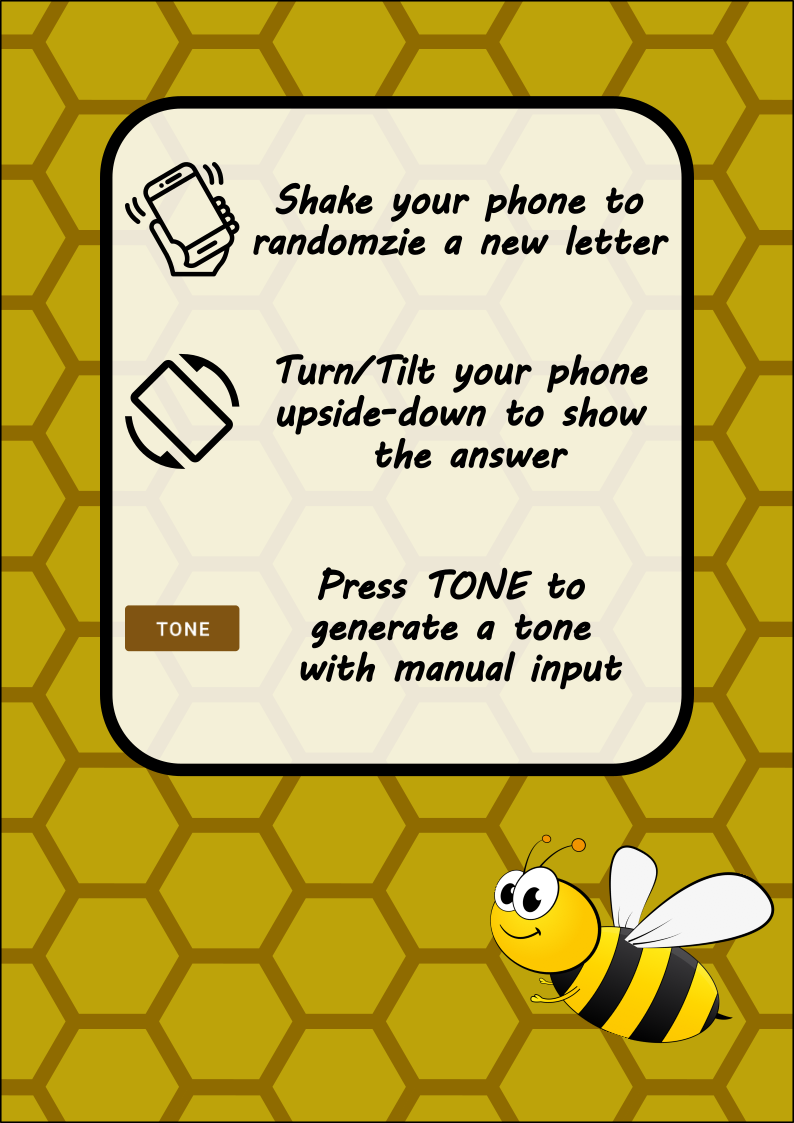 Shake your phone to
randomzie a new letter
Turn/Tilt your phone
upside-down to show
the answer
TONE
Press TONE to
generate a tone
with manual input